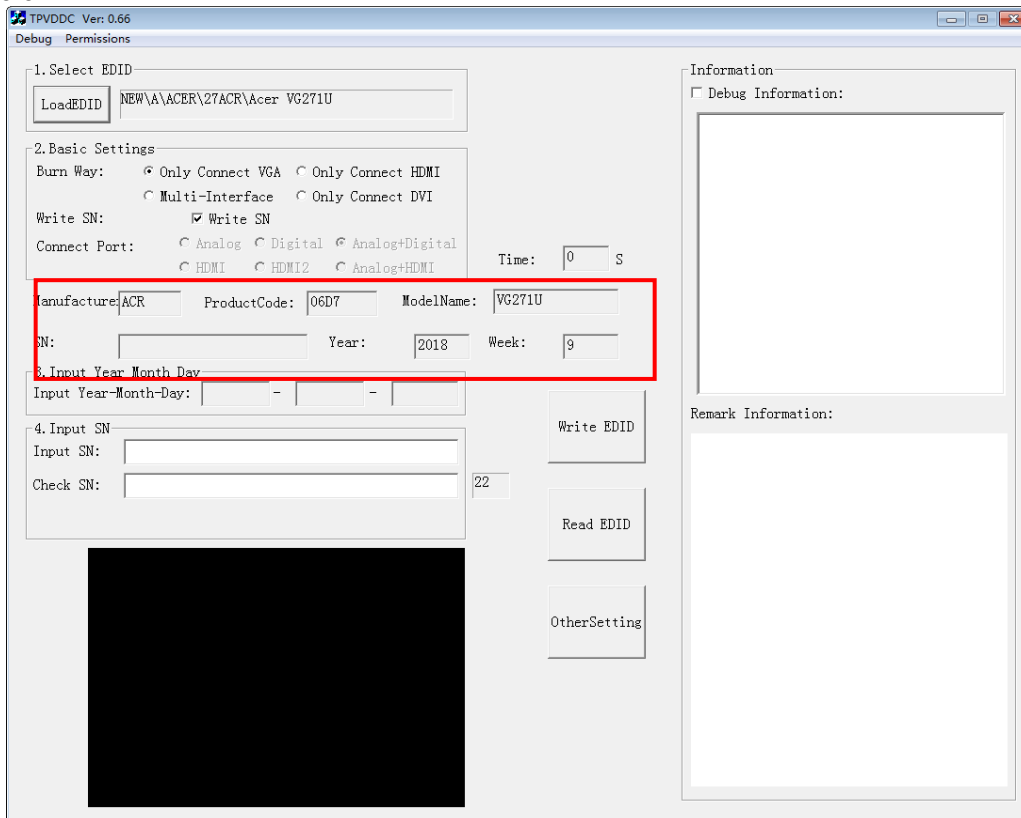 TPVDDC Ver: 0.66
Debug Permissions
1.Select EDID
LoadEDID NEW\A\ACER\27ACR\Acer VG271U
2.Basic Settings
Burn Way: Only Connect VGA Only Connect HDMI
Multi-Interface Only Connect DVI
Write SN: Write SN
Connect Port: Analog Digital Analog+Digital
HDMI HDMI2 Analog+HDMI
Time: 0 S
Manufacture: ACR ProductCode: 06D7 ModelName: VG271U
SN: Year: 2018 Week: 9
3.Input Year Month Day
Input Year-Month-Day: - -
4.Input SN
Input SN:
Check SN: 22
Write EDID
Read EDID
OtherSetting
Information
Debug Information:
Remark Information: